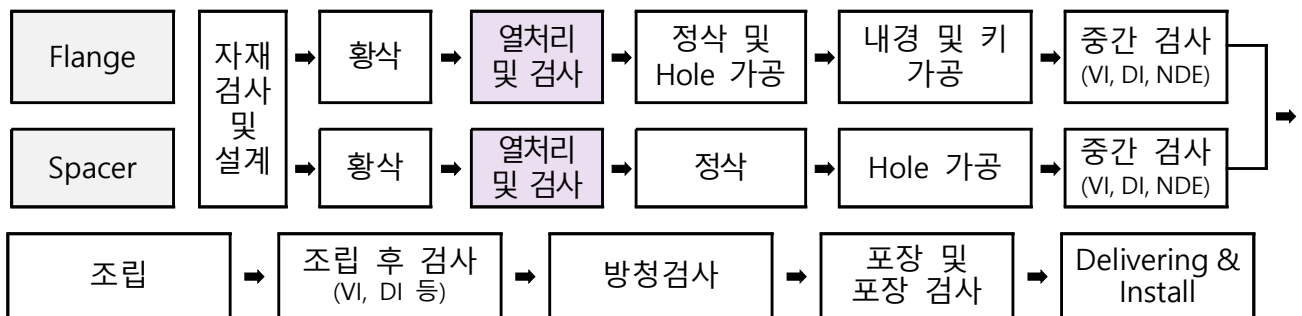 Flange
자재
검사
및
설계
황삭
열처리
및 검사
정삭 및
Hole 가공
내경 및 키
가공
중간 검사
(VI, DI, NDE)
Spacer
황삭
열처리
및 검사
정삭
Hole 가공
중간 검사
(VI, DI, NDE)
조립
조립 후 검사
(VI, DI 등)
방청검사
포장 및
포장 검사
Delivering &
Install